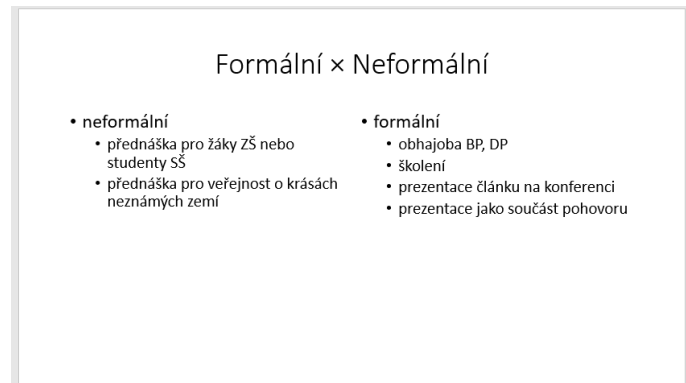 Formální × Neformální
• neformální
• přednáška pro žáky ZŠ nebo
studenty SŠ
• přednáška pro veřejnost o krásách
neznámých zemí
• formální
• obhajoba BP, DP
• školení
• prezentace článku na konferenci
• prezentace jako součást pohovoru